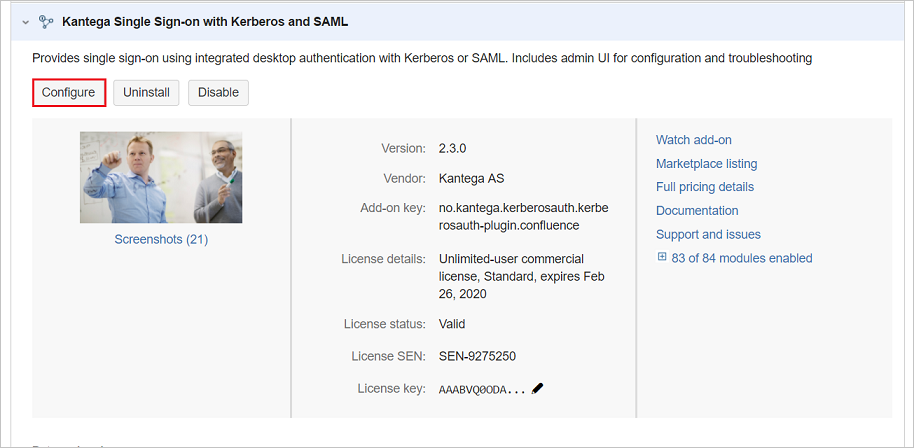 Kantega Single Sign-on with Kerberos and SAML
Provides single sign-on using integrated desktop authentication with Kerberos or SAML. Includes admin UI for configuration and troubleshooting
Configure
Uninstall
Disable
Screenshots (21)
Version: 2.3.0
Vendor: Kantega AS
Add-on key: no.kantega.kerberosauth.kerbe
rosauth-plugin.confluence
License details: Unlimited-user commercial
license, Standard, expires Feb
26, 2020
License status: Valid
License SEN: SEN-9275250
License key: AAABVQ0ODA...
Watch add-on
Marketplace listing
Full pricing details
Documentation
Support and issues
83 of 84 modules enabled